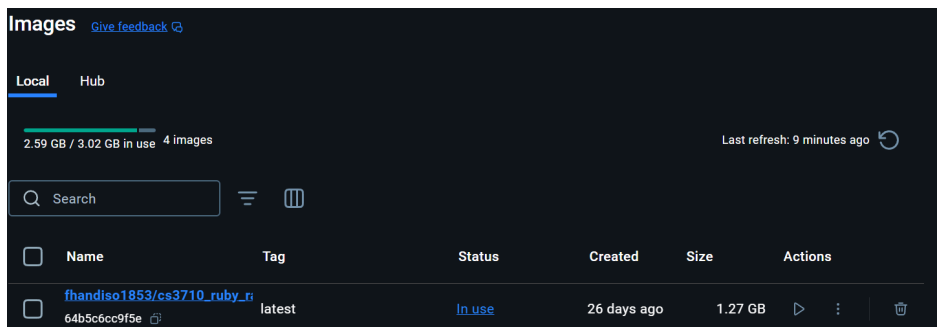 Images Give feedback
Local Hub
2.59 GB / 3.02 GB in use 4 images Last refresh: 9 minutes ago
Search
Name Tag Status Created Size Actions
fhandiso1853/cs3710_ruby_r
latest In use 26 days ago 1.27 GB
64b5c6cc9f5e